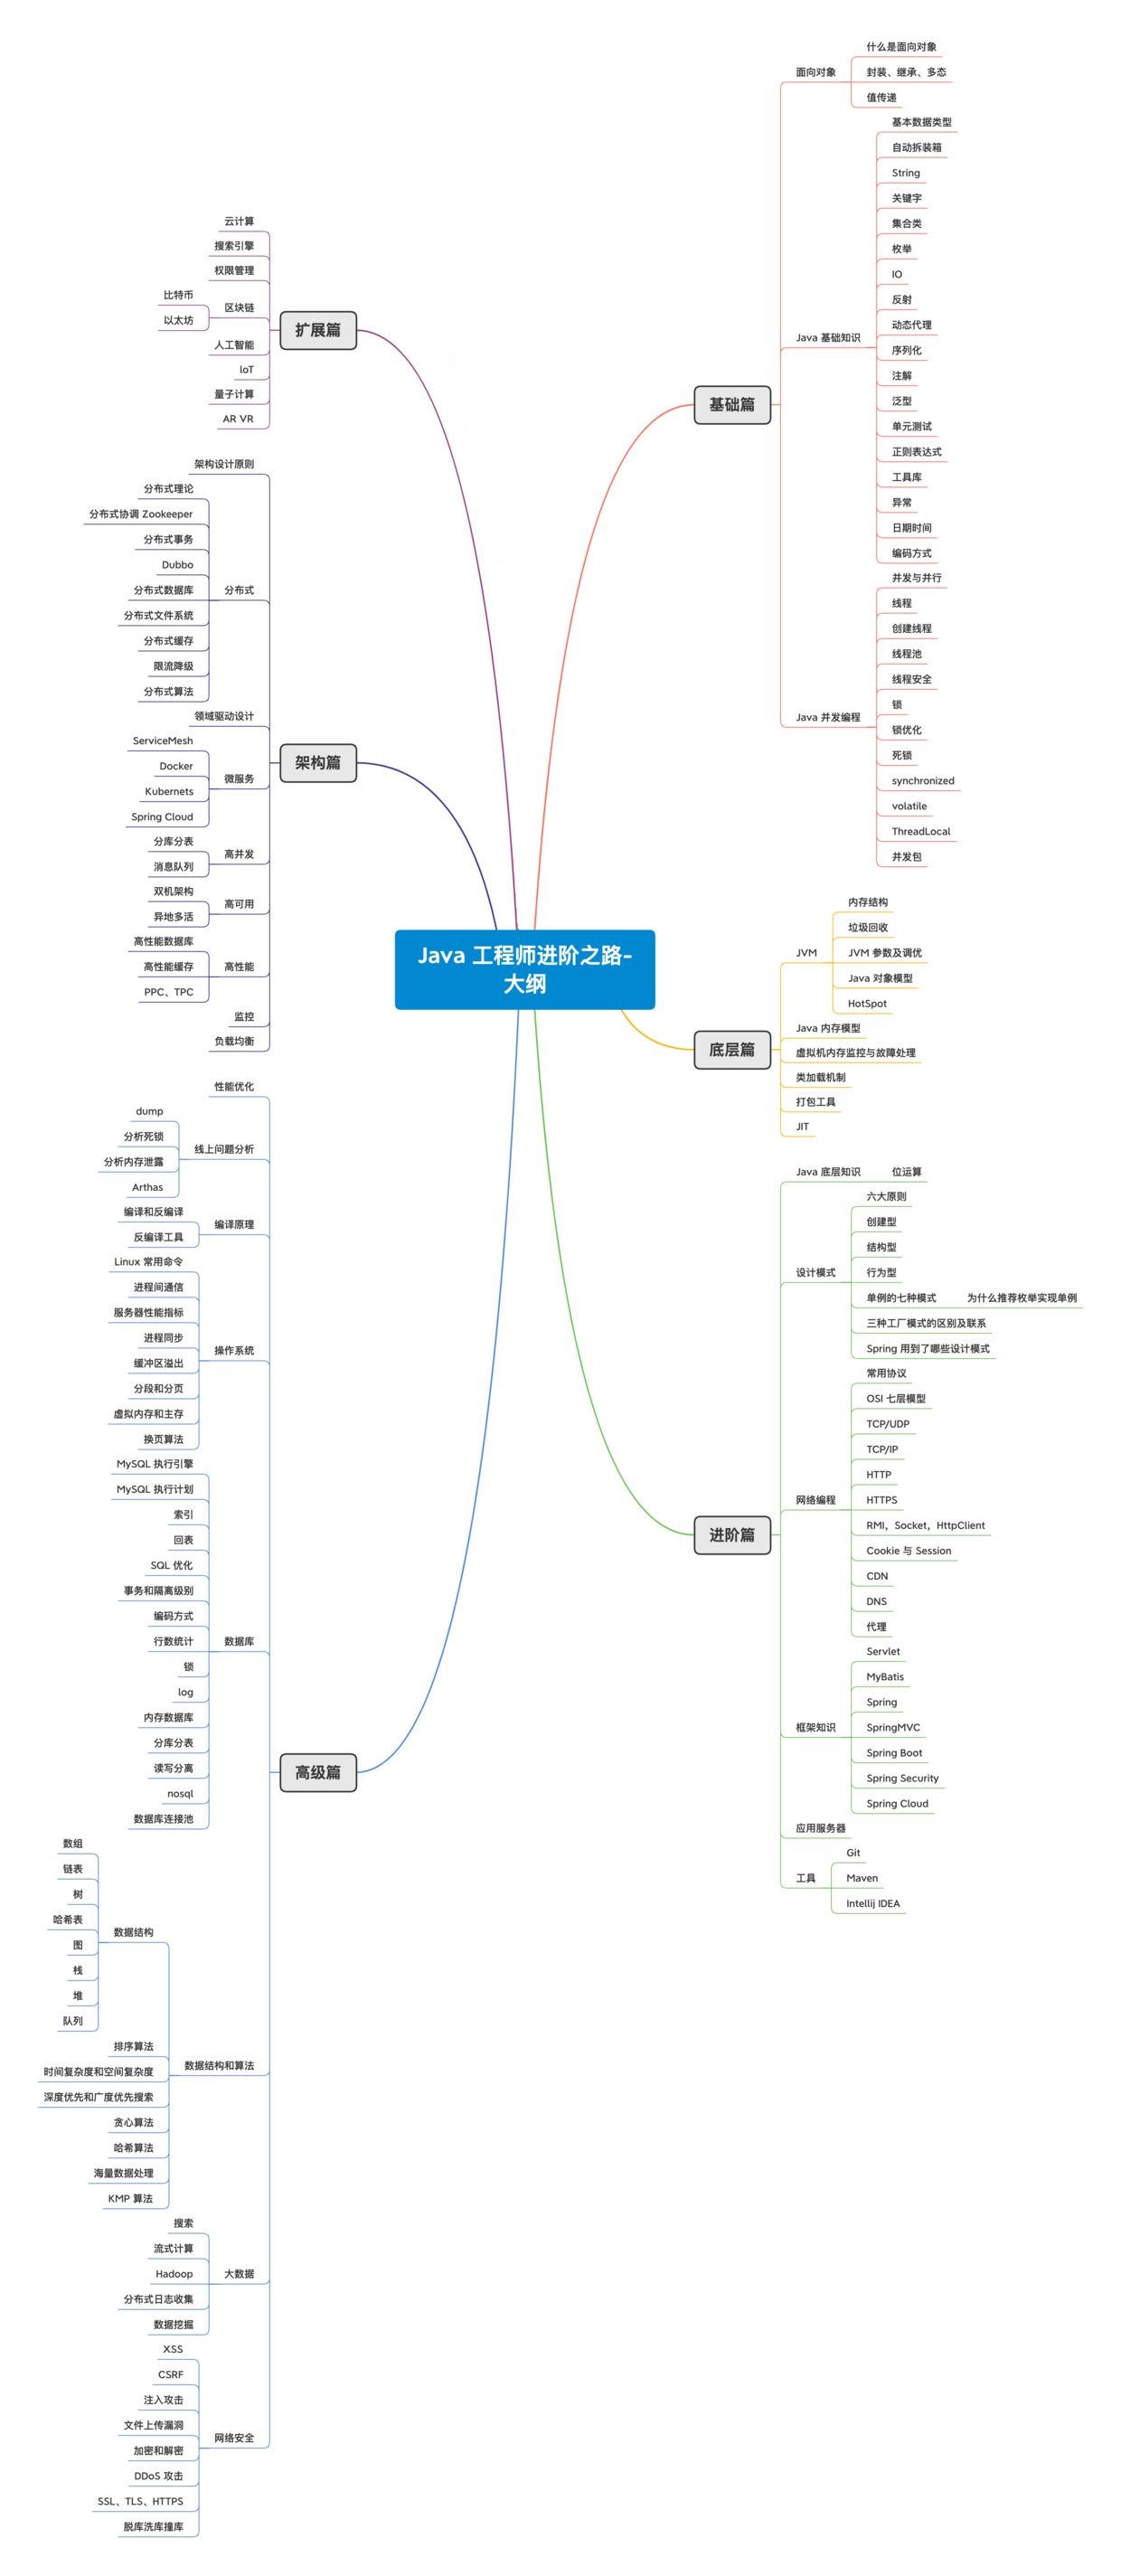 Java 工程师进阶之路-
大纲
基础篇
面向对象
什么是面向对象
封装、继承、多态
值传递
Java 基础知识
基本数据类型
自动拆装箱
String
关键字
集合类
枚举
IO
反射
动态代理
序列化
注解
泛型
单元测试
正则表达式
工具库
异常
日期时间
编码方式
Java 并发编程
并发与并行
线程
创建线程
线程池
线程安全
锁
锁优化
死锁
synchronized
volatile
ThreadLocal
并发包
底层篇
JVM
内存结构
垃圾回收
JVM 参数及调优
Java 对象模型
HotSpot
Java 内存模型
虚拟机内存监控与故障处理
类加载机制
打包工具
JIT
进阶篇
Java 底层知识
位运算
设计模式
六大原则
创建型
结构型
行为型
单例的七种模式
为什么推荐枚举实现单例
三种工厂模式的区别及联系
Spring 用到了哪些设计模式
网络编程
常用协议
OSI 七层模型
TCP/UDP
TCP/IP
HTTP
HTTPS
RMI，Socket，HttpClient
Cookie 与 Session
CDN
DNS
代理
框架知识
Servlet
MyBatis
Spring
SpringMVC
Spring Boot
Spring Security
Spring Cloud
应用服务器
工具
Git
Maven
Intellij IDEA
扩展篇
云计算
搜索引擎
权限管理
区块链
比特币
以太坊
人工智能
IoT
量子计算
AR VR
架构篇
架构设计原则
分布式
分布式理论
分布式协调 Zookeeper
分布式事务
Dubbo
分布式数据库
分布式文件系统
分布式缓存
限流降级
分布式算法
领域驱动设计
微服务
ServiceMesh
Docker
Kubernets
Spring Cloud
高并发
分库分表
消息队列
高可用
双机架构
异地多活
高性能
高性能数据库
高性能缓存
PPC、TPC
监控
负载均衡
高级篇
性能优化
线上问题分析
dump
分析死锁
分析内存泄露
Arthas
编译原理
编译和反编译
反编译工具
操作系统
Linux 常用命令
进程间通信
服务器性能指标
进程同步
缓冲区溢出
分段和分页
虚拟内存和主存
换页算法
数据库
MySQL 执行引擎
MySQL 执行计划
索引
回表
SQL 优化
事务和隔离级别
编码方式
行数统计
锁
log
内存数据库
分库分表
读写分离
nosql
数据库连接池
数据结构和算法
数据结构
数组
链表
树
哈希表
图
栈
堆
队列
排序算法
时间复杂度和空间复杂度
深度优先和广度优先搜索
贪心算法
哈希算法
海量数据处理
KMP 算法
大数据
搜索
流式计算
Hadoop
分布式日志收集
数据挖掘
网络安全
XSS
CSRF
注入攻击
文件上传漏洞
加密和解密
DDoS 攻击
SSL、TLS、HTTPS
脱库洗库撞库